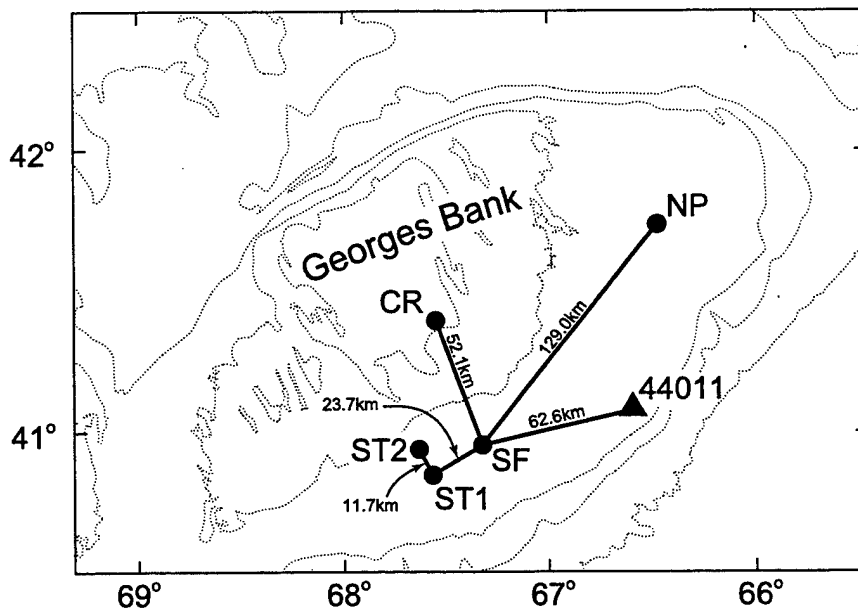 42°
Georges Bank
NP
CR
52.1km
129.0km
44011
23.7km
62.6km
41°
ST2
SF
11.7km
ST1
69°
68°
67°
66°